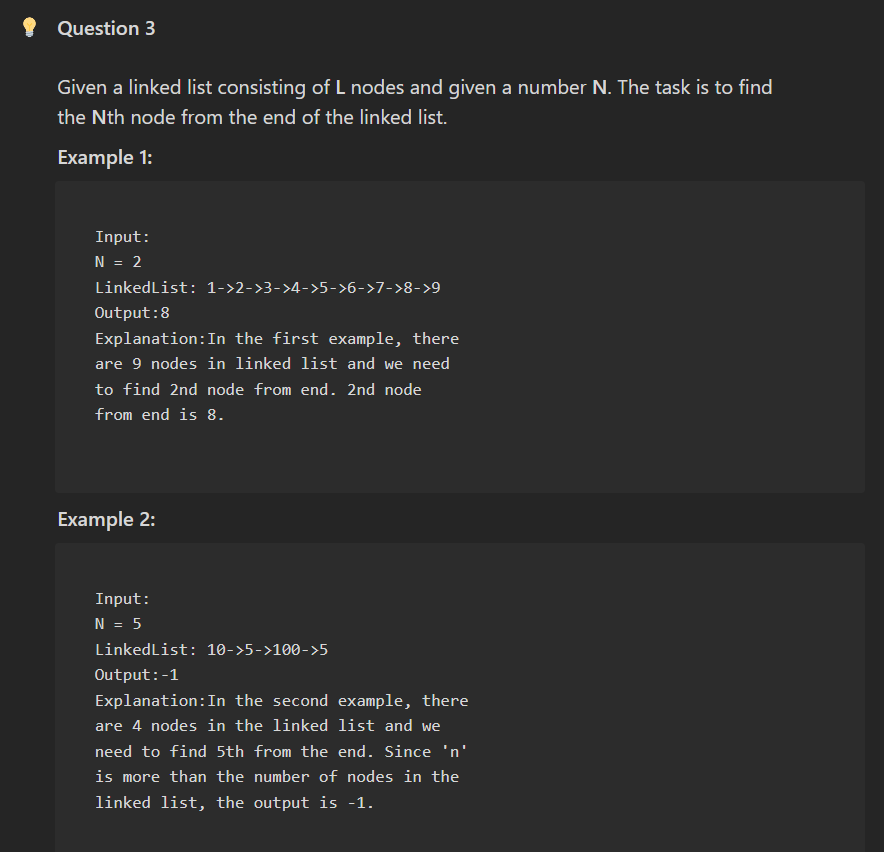 Question 3
Given a linked list consisting of L nodes and given a number N. The task is to find
the Nth node from the end of the linked list.
Example 1:
Input:
N = 2
LinkedList: 1->2->3->4->5->6->7->8->9
Output:8
Explanation:In the first example, there
are 9 nodes in linked list and we need
to find 2nd node from end. 2nd node
from end is 8.
Example 2:
Input:
N = 5
LinkedList: 10->5->100->5
Output:-1
Explanation:In the second example, there
are 4 nodes in the linked list and we
need to find 5th from the end. Since 'n'
is more than the number of nodes in the
linked list, the output is -1.